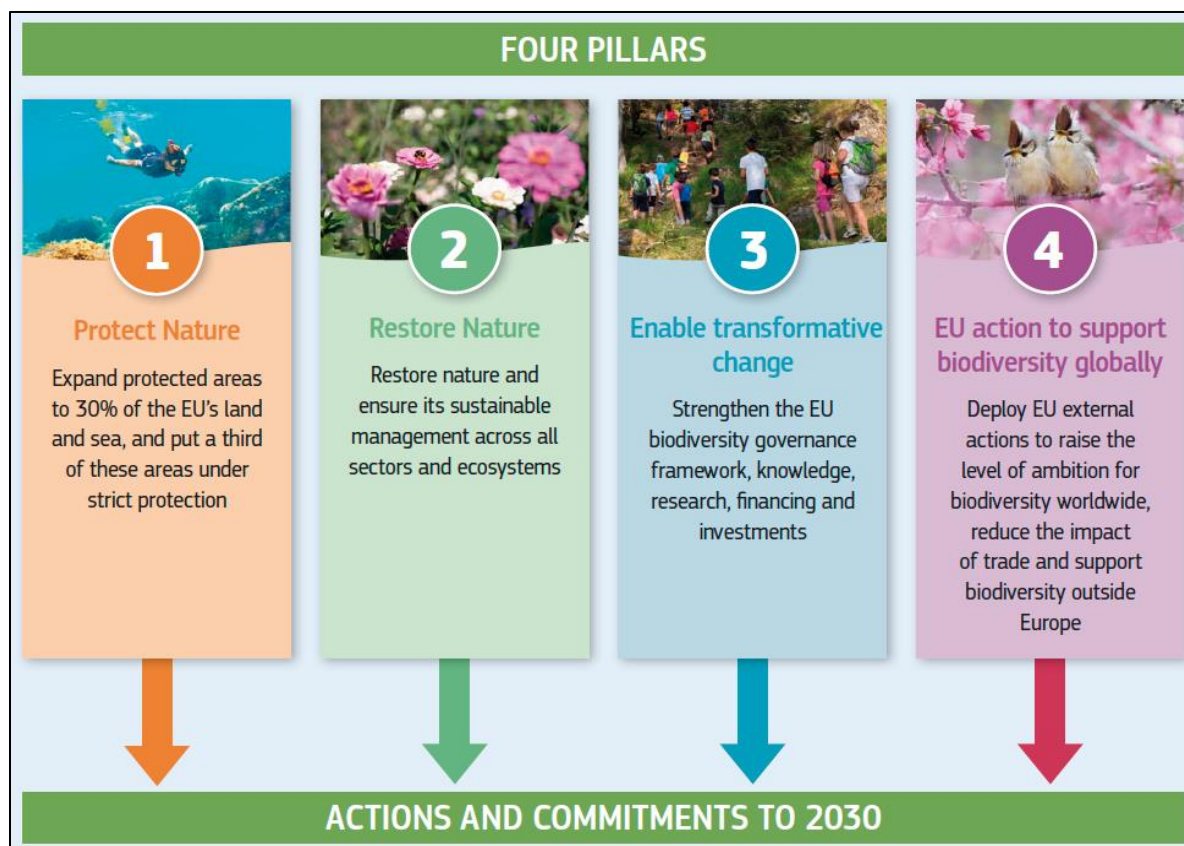 FOUR PILLARS
1
Protect Nature
Expand protected areas
to 30% of the EU's land
and sea, and put a third
of these areas under
strict protection
2
Restore Nature
Restore nature and
ensure its sustainable
management across all
sectors and ecosystems
3
Enable transformative
change
Strengthen the EU
biodiversity governance
framework, knowledge,
research, financing and
investments
4
EU action to support
biodiversity globally
Deploy EU external
actions to raise the
level of ambition for
biodiversity worldwide,
reduce the impact
of trade and support
biodiversity outside
Europe
ACTIONS AND COMMITMENTS TO 2030